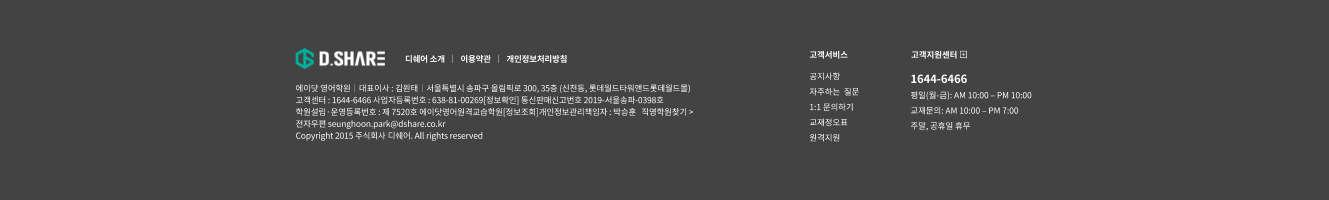 D.SHARE 디쉐어 소개 | 이용약관 | 개인정보처리방침
에이닷 영어학원 | 대표이사 : 김원태 | 서울특별시 송파구 올림픽로 300, 35층 (신천동, 롯데월드타워앤드롯데월드몰)
고객센터 : 1644-6466 사업자등록번호 : 638-81-00269[정보확인] 통신판매신고번호 2019-서울송파-0398호
학원설립 · 운영등록번호 : 제 7520호 에이닷영어원격교습학원[정보조회]개인정보관리책임자 : 박승훈 직영학원찾기 >
전자우편 seunghoon.park@dshare.co.kr
Copyright 2015 주식회사 디쉐어. All rights reserved
고객서비스
공지사항
자주하는 질문
1:1 문의하기
교재정오표
원격지원
고객지원센터
1644-6466
평일(월-금): AM 10:00 – PM 10:00
교재문의: AM 10:00 – PM 7:00
주말, 공휴일 휴무